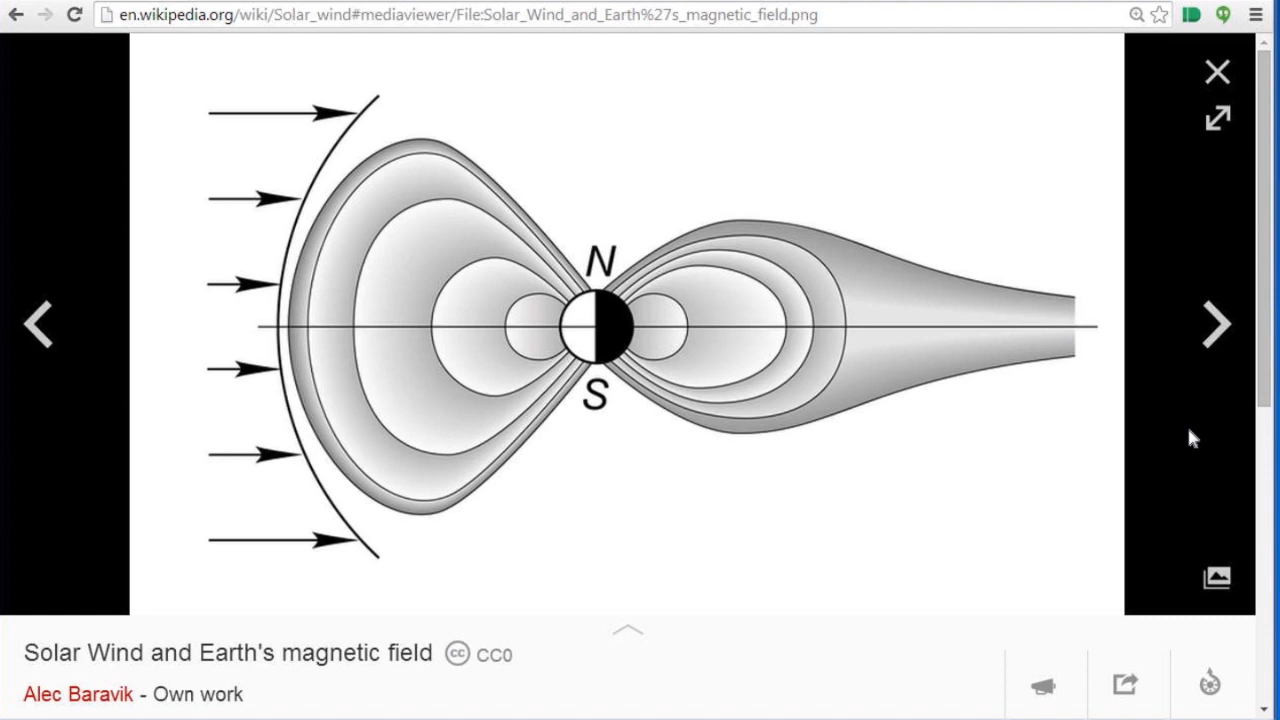 en.wikipedia.org/wiki/Solar_wind#mediaviewer/File:Solar_Wind_and_Earth%27s_magnetic_field.png
N
S
Solar Wind and Earth's magnetic field cc CC0
Alec Baravik - Own work